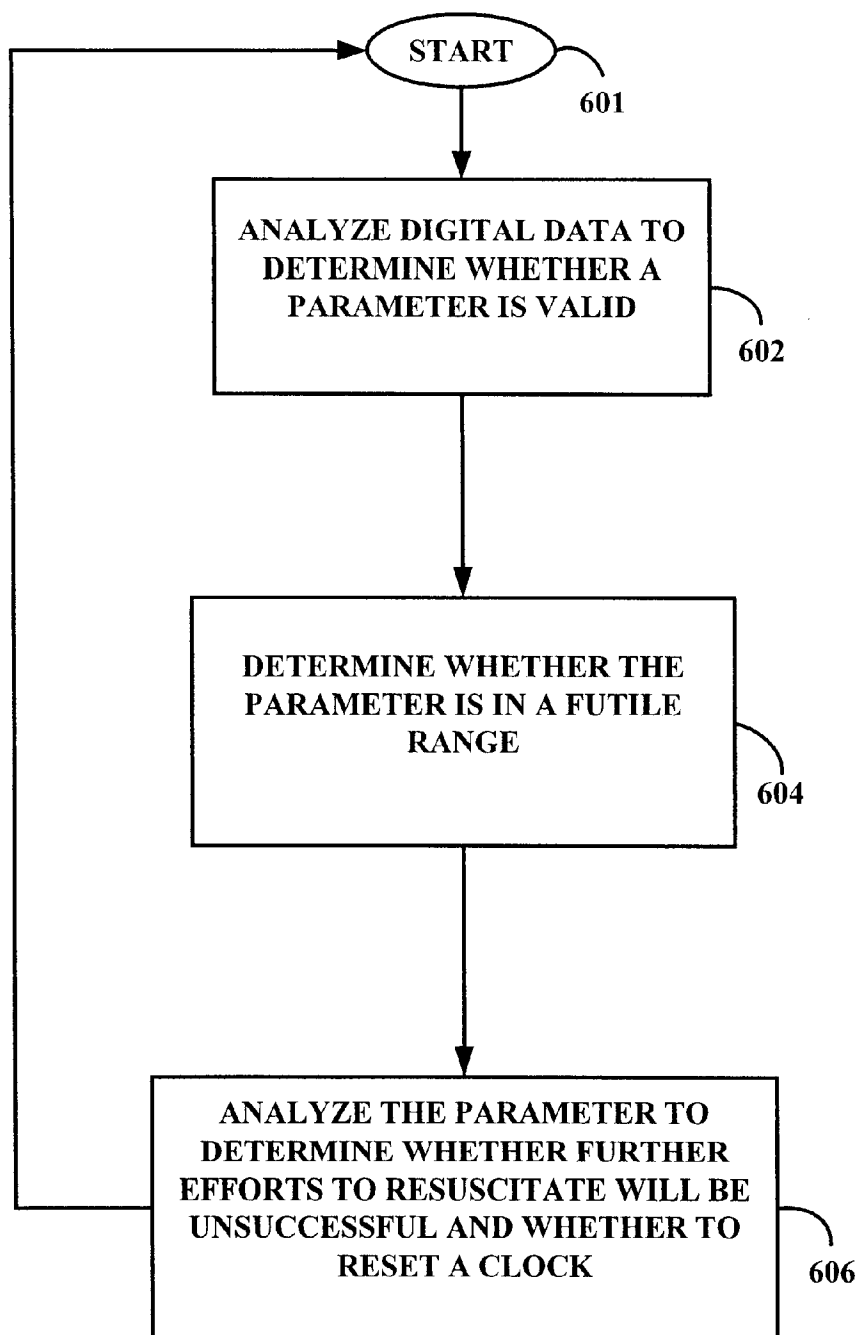 START
601
ANALYZE DIGITAL DATA TO
DETERMINE WHETHER A
PARAMETER IS VALID
602
DETERMINE WHETHER THE
PARAMETER IS IN A FUTILE
RANGE
604
ANALYZE THE PARAMETER TO
DETERMINE WHETHER FURTHER
EFFORTS TO RESUSCITATE WILL BE
UNSUCCESSFUL AND WHETHER TO
RESET A CLOCK
606